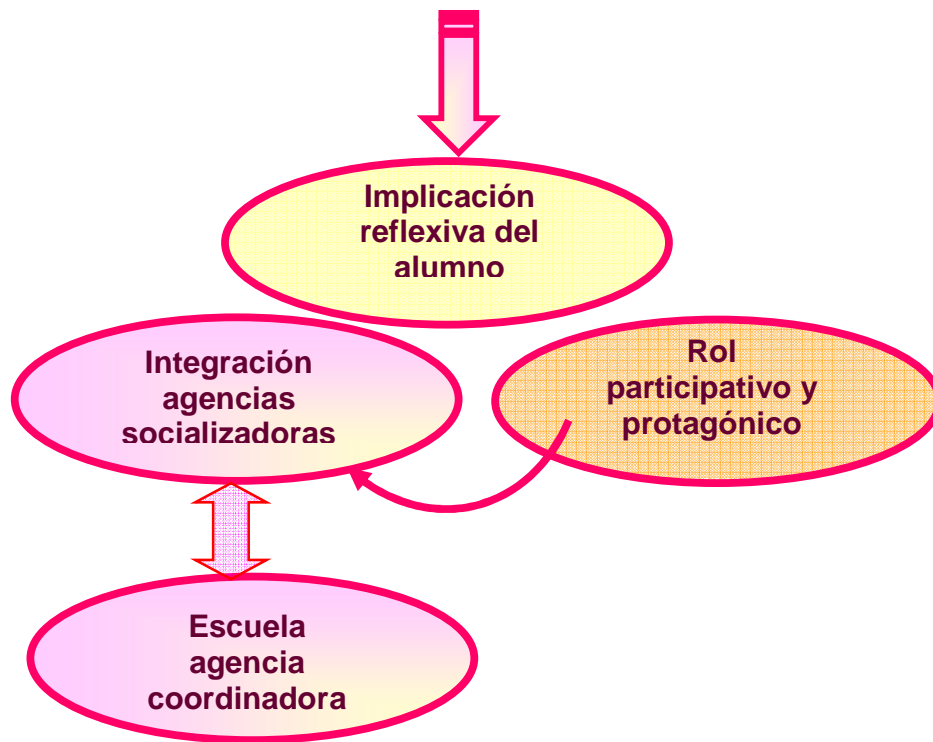 Implicación
reflexiva del
alumno
Integración
agencias
socializadoras
Rol
participativo y
protagónico
Escuela
agencia
coordinadora